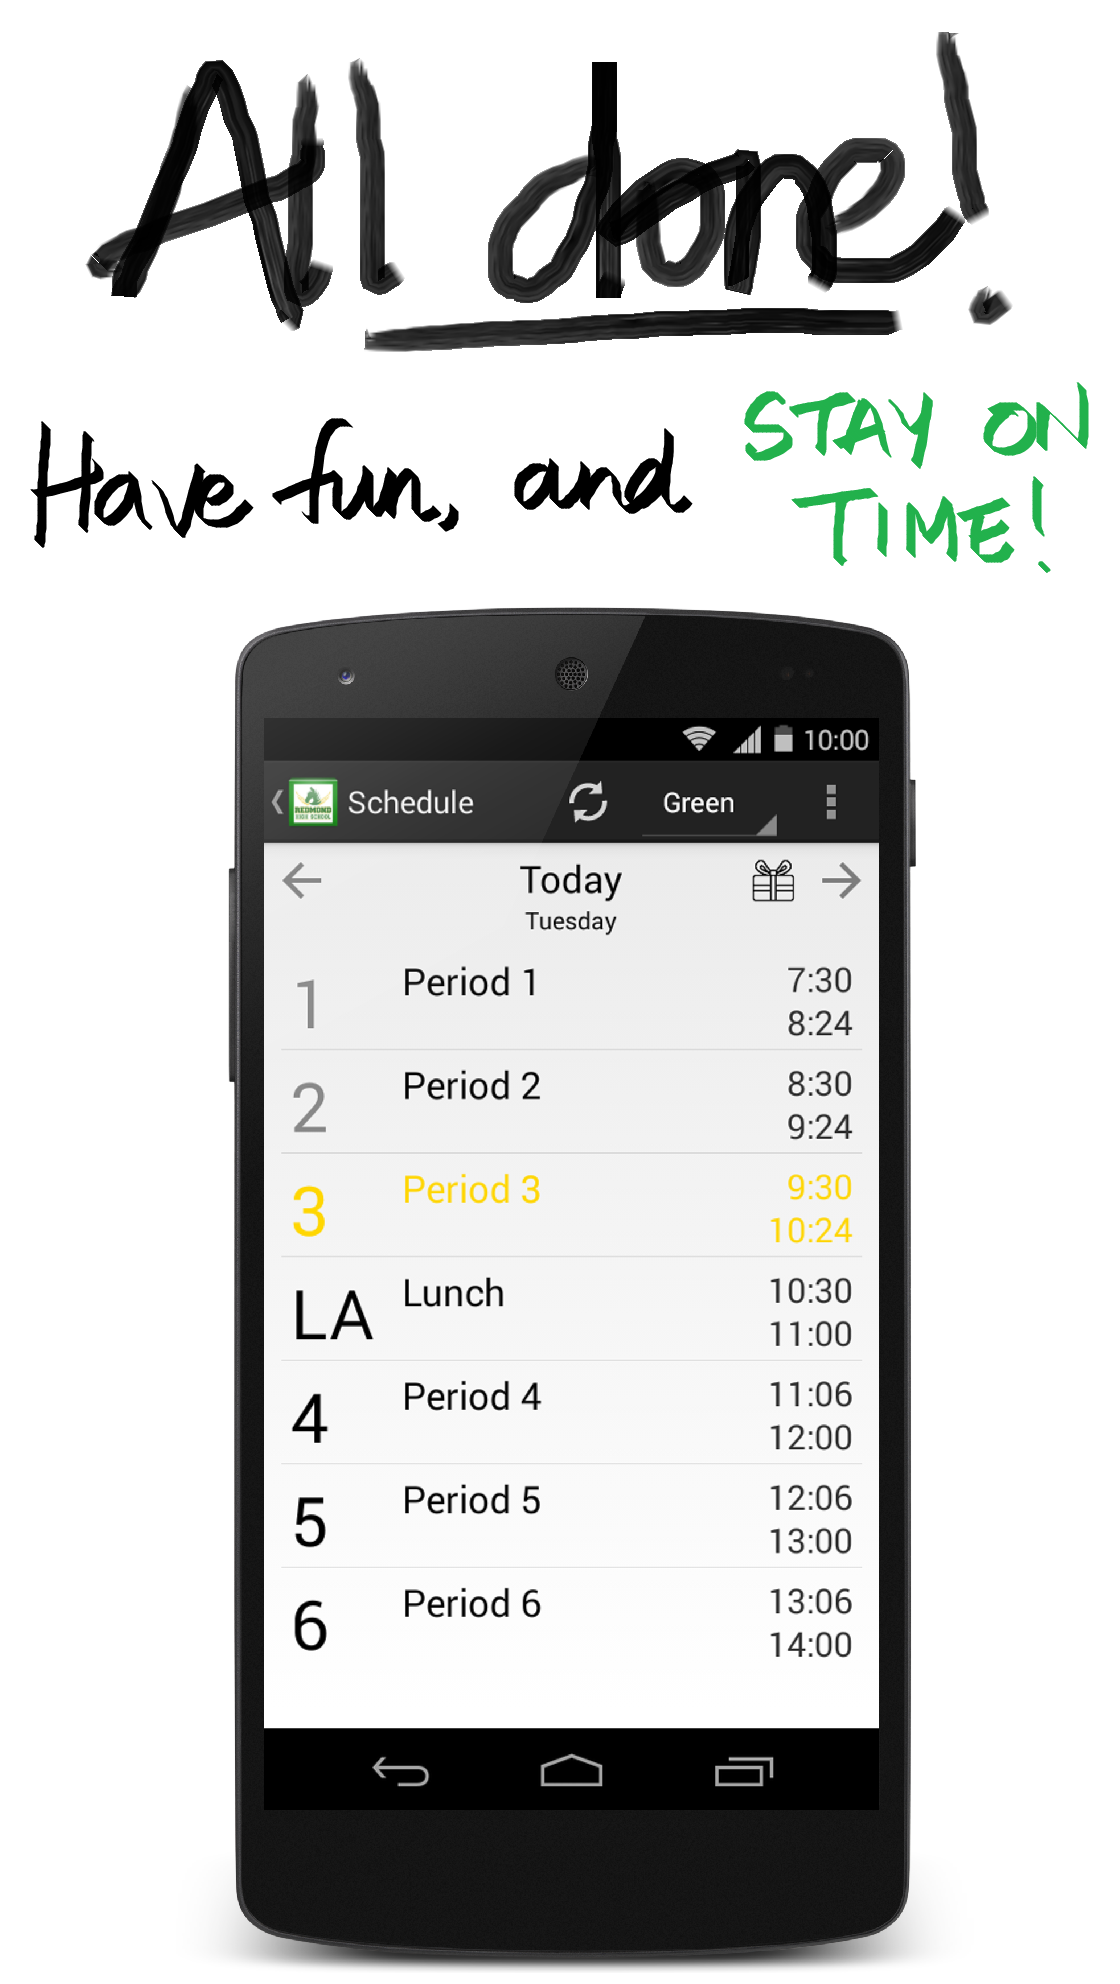 All done!
Have fun, and STAY ON
TIME!
10:00
REDMOND
HIGH SCHOOL
Schedule
Green
Today
Tuesday
1 Period 1 7:30
8:24
2 Period 2 8:30
9:24
3 Period 3 9:30
10:24
LA Lunch 10:30
11:00
4 Period 4 11:06
12:00
5 Period 5 12:06
13:00
6 Period 6 13:06
14:00